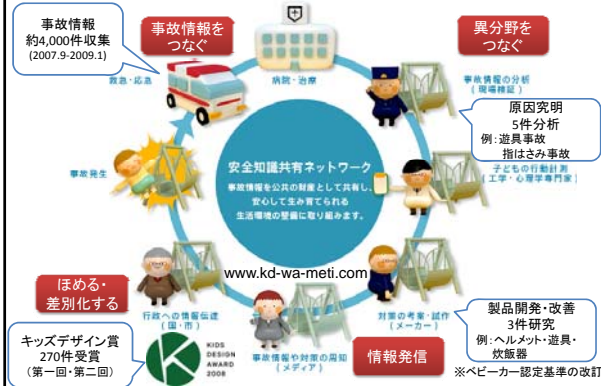 事故情報
約4,000件収集
(2007.9-2009.1)
事故情報を
つなぐ
異分野を
つなぐ
救急・応急
病院・治療
事故情報の分析
(現場検証)
原因究明
5件分析
例:遊具事故
指はさみ事故
子どもの行動計測
(工学・心理学専門家)
事故発生
安全知識共有ネットワーク
事故情報を公共の財産として共有し、
安心して生み育てられる
生活環境の整備に取り組みます。
www.kd-wa-meti.com
ほめる・
差別化する
行政への情報伝達
(国・市)
対策の考案・試作
(メーカー)
製品開発・改善
3件研究
例:ヘルメット・遊具・
炊飯器
キッズデザイン賞
270件受賞
(第一回・第二回)
KIDS
DESIGN
AWARD
2008
事故情報や対策の周知
(メディア)
情報発信
※ベビーカー認定基準の改訂